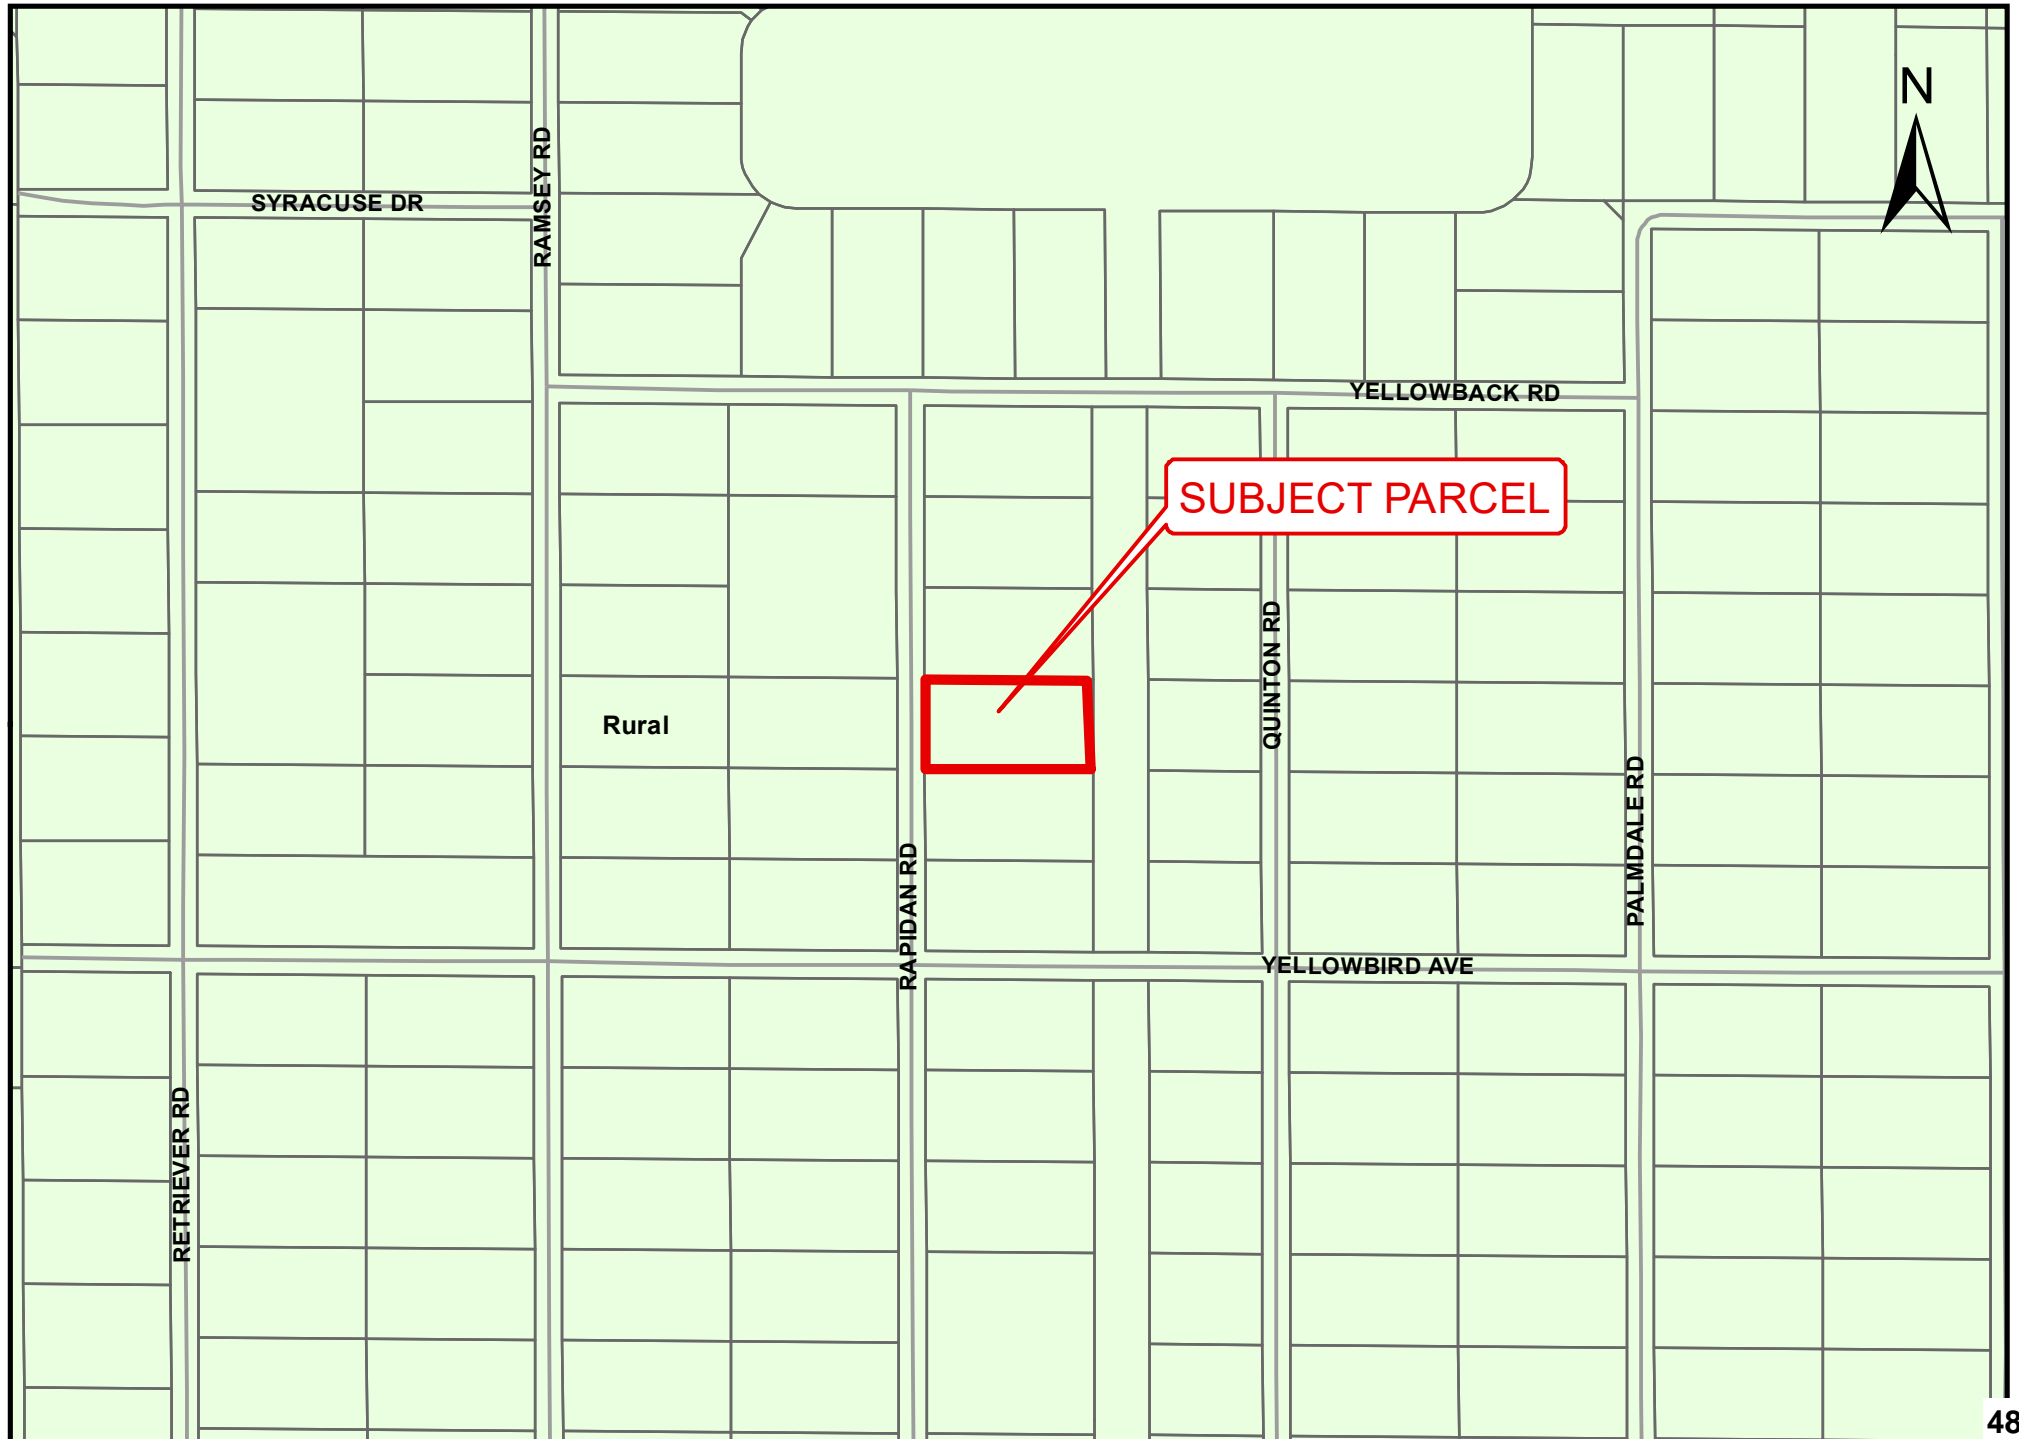 N
SYRACUSE DR
RAMSEY RD
YELLOWBACK RD
SUBJECT PARCEL
QUINTON RD
Rural
PALMDALE RD
RAPIDAN RD
YELLOWBIRD AVE
RETRIEVER RD
48